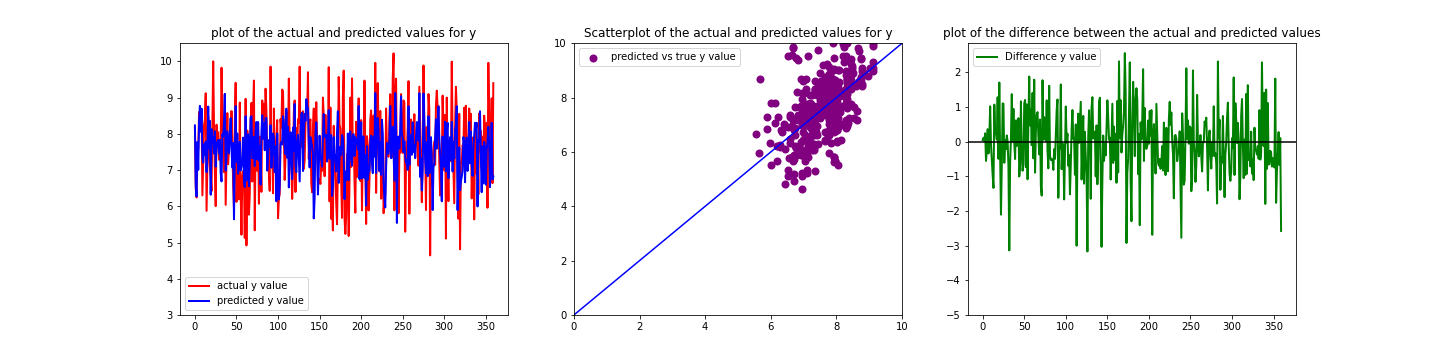 plot of the actual and predicted values for y
10
9
8
7
6
5
4
3
actual y value
predicted y value
0 50 100 150 200 250 300 350
Scatterplot of the actual and predicted values for y
10
8
6
4
2
0
predicted vs true y value
0 2 4 6 8 10
plot of the difference between the actual and predicted values
2
1
0
−1
−2
−3
−4
−5
Difference y value
0 50 100 150 200 250 300 350